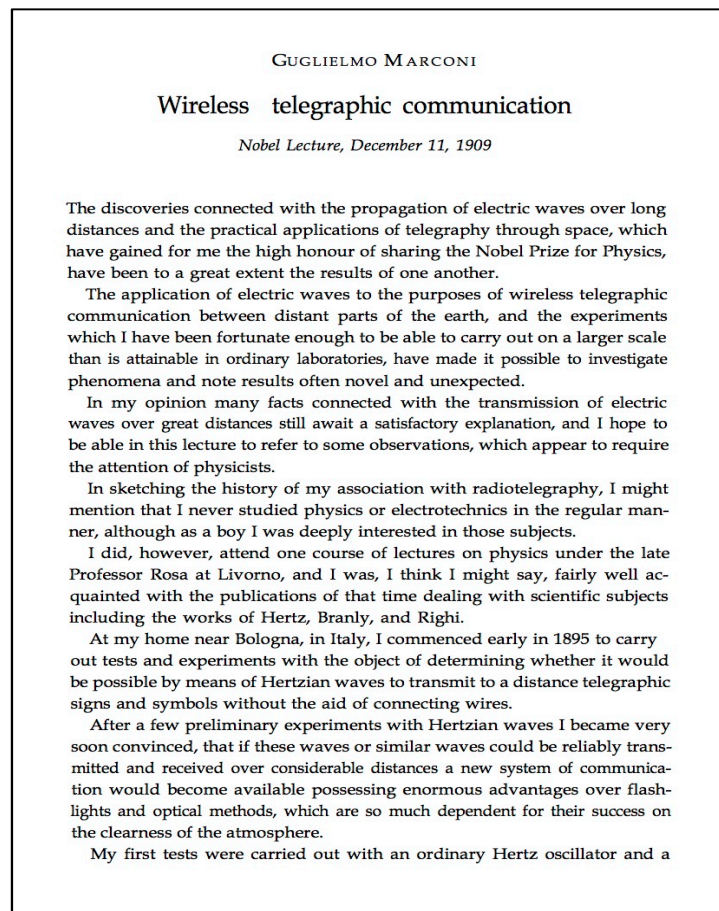 GUGLIELMO MARCONI
Wireless telegraphic communication
Nobel Lecture, December 11, 1909
The discoveries connected with the propagation of electric waves over long
distances and the practical applications of telegraphy through space, which
have gained for me the high honour of sharing the Nobel Prize for Physics,
have been to a great extent the results of one another.
The application of electric waves to the purposes of wireless telegraphic
communication between distant parts of the earth, and the experiments
which I have been fortunate enough to be able to carry out on a larger scale
than is attainable in ordinary laboratories, have made it possible to investigate
phenomena and note results often novel and unexpected.
In my opinion many facts connected with the transmission of electric
waves over great distances still await a satisfactory explanation, and I hope to
be able in this lecture to refer to some observations, which appear to require
the attention of physicists.
In sketching the history of my association with radiotelegraphy, I might
mention that I never studied physics or electrotechnics in the regular man-
ner, although as a boy I was deeply interested in those subjects.
I did, however, attend one course of lectures on physics under the late
Professor Rosa at Livorno, and I was, I think I might say, fairly well ac-
quainted with the publications of that time dealing with scientific subjects
including the works of Hertz, Branly, and Righi.
At my home near Bologna, in Italy, I commenced early in 1895 to carry
out tests and experiments with the object of determining whether it would
be possible by means of Hertzian waves to transmit to a distance telegraphic
signs and symbols without the aid of connecting wires.
After a few preliminary experiments with Hertzian waves I became very
soon convinced, that if these waves or similar waves could be reliably trans-
mitted and received over considerable distances a new system of communica-
tion would become available possessing enormous advantages over flash-
lights and optical methods, which are so much dependent for their success on
the clearness of the atmosphere.
My first tests were carried out with an ordinary Hertz oscillator and a